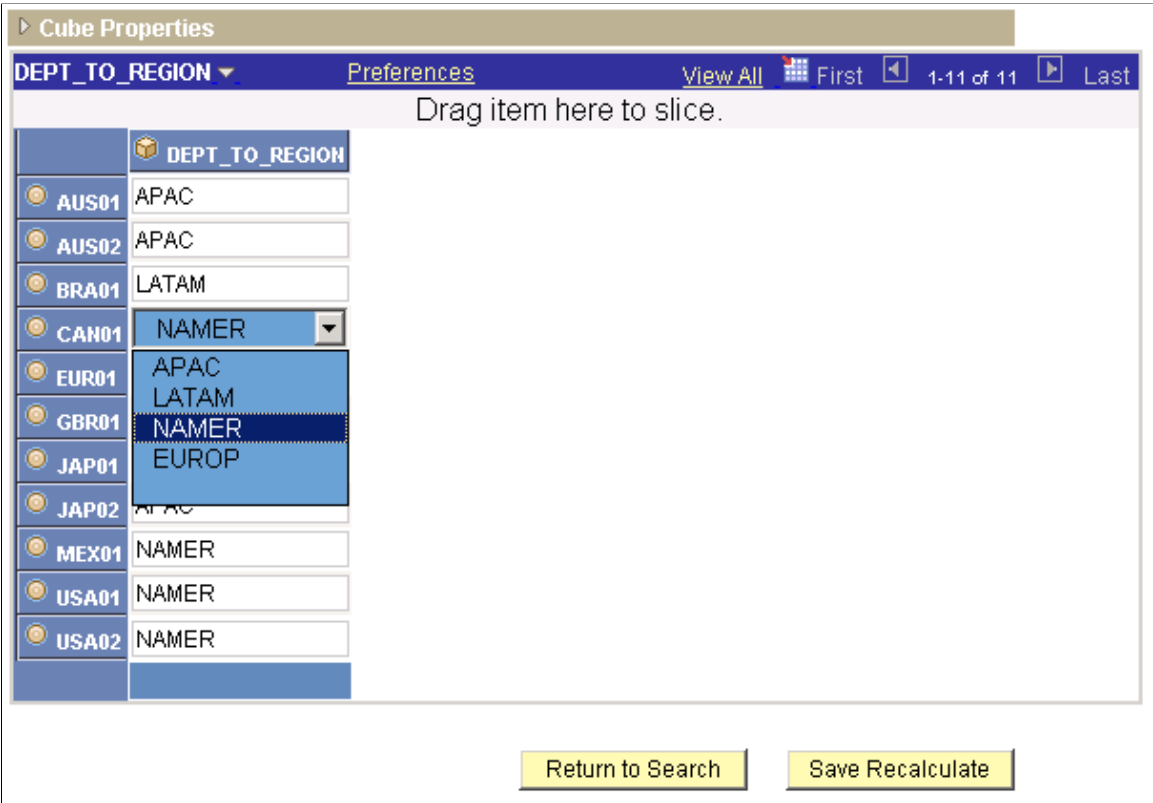 Cube Properties
DEPT_TO_REGION Preferences View All First 1-11 of 11 Last
Drag item here to slice.
DEPT_TO_REGION
AUS01 APAC
AUS02 APAC
BRA01 LATAM
CAN01 NAMER
EUR01 APAC
LATAM
GBR01 NAMER
JAP01 EUROP
JAP02 APAC
MEX01 NAMER
USA01 NAMER
USA02 NAMER
Return to Search Save Recalculate